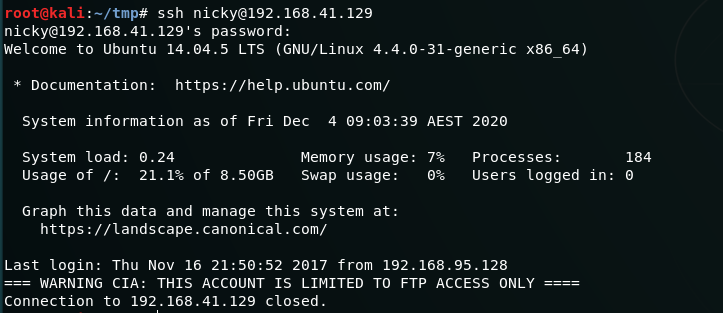 root@kali:~/tmp# ssh nicky@192.168.41.129
nicky@192.168.41.129's password:
Welcome to Ubuntu 14.04.5 LTS (GNU/Linux 4.4.0-31-generic x86_64)
* Documentation:  https://help.ubuntu.com/
System information as of Fri Dec  4 09:03:39 AEST 2020
System load: 0.24              Memory usage: 7%   Processes:       184
Usage of /:  21.1% of 8.50GB   Swap usage:   0%   Users logged in: 0
Graph this data and manage this system at:
https://landscape.canonical.com/
Last login: Thu Nov 16 21:50:52 2017 from 192.168.95.128
=== WARNING CIA: THIS ACCOUNT IS LIMITED TO FTP ACCESS ONLY ====
Connection to 192.168.41.129 closed.